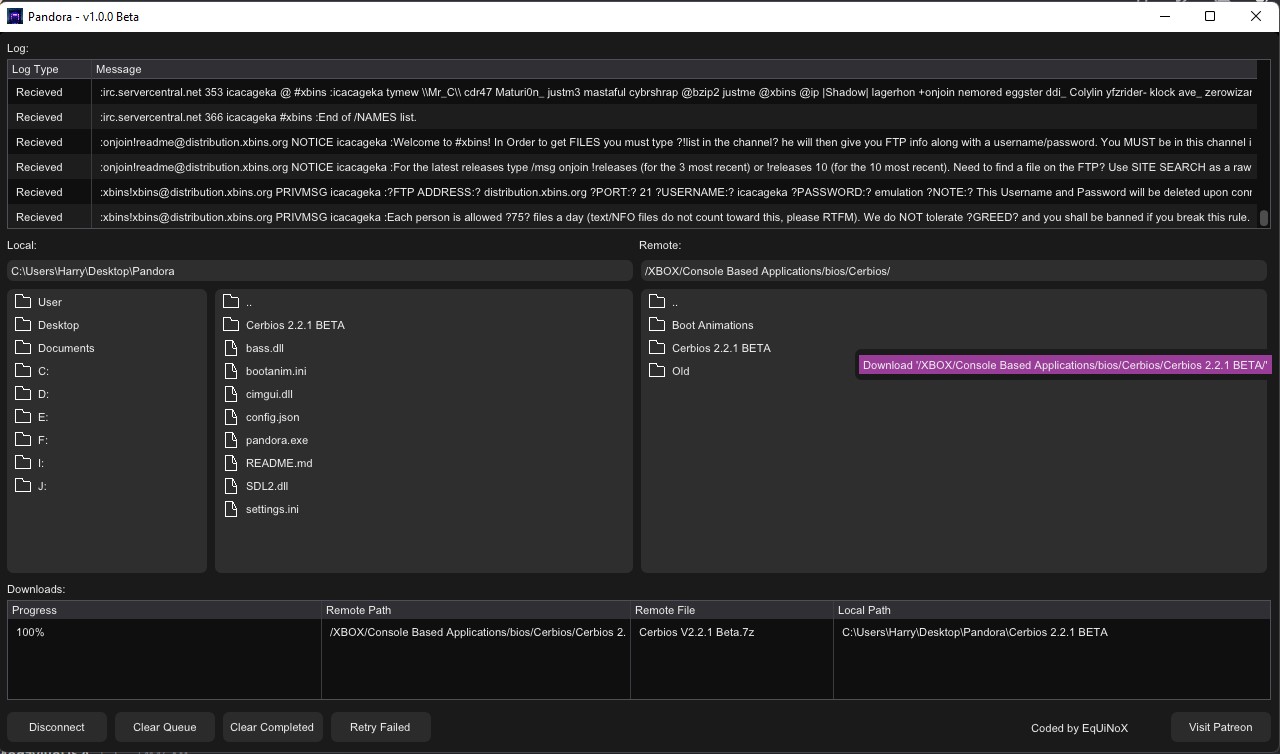 Pandora - v1.0.0 Beta
Log:
Log Type Message
Recieved :irc.servercentral.net 353 icacageka @ #xbins :icacageka tymew \\Mr_C\\ cdr47 Maturi0n_ justm3 mastaful cybrshrap @bzip2 justme @xbins @ip |Shadow| lagerhon +onjoin nemored eggster ddi_ Colylin yfzrider- klock ave_ zerowizar
Recieved :irc.servercentral.net 366 icacageka #xbins :End of /NAMES list.
Recieved :onjoin!readme@distribution.xbins.org NOTICE icacageka :Welcome to #xbins! In Order to get FILES you must type ?!list in the channel? he will then give you FTP info along with a username/password. You MUST be in this channel i
Recieved :onjoin!readme@distribution.xbins.org NOTICE icacageka :For the latest releases type /msg onjoin !releases (for the 3 most recent) or !releases 10 (for the 10 most recent). Need to find a file on the FTP? Use SITE SEARCH as a raw
Recieved :xbins!xbins@distribution.xbins.org PRIVMSG icacageka :?FTP ADDRESS:? distribution.xbins.org ?PORT:? 21 ?USERNAME:? icacageka ?PASSWORD:? emulation ?NOTE:? This Username and Password will be deleted upon conn
Recieved :xbins!xbins@distribution.xbins.org PRIVMSG icacageka :Each person is allowed ?75? files a day (text/NFO files do not count toward this, please RTFM). We do NOT tolerate ?GREED? and you shall be banned if you break this rule.
Local: Remote:
C:\Users\Harry\Desktop\Pandora /XBOX/Console Based Applications/bios/Cerbios/
User
Desktop
Documents
C:
D:
E:
F:
I:
J:
..
Cerbios 2.2.1 BETA
bass.dll
bootanim.ini
cimgui.dll
config.json
pandora.exe
README.md
SDL2.dll
settings.ini
..
Boot Animations
Cerbios 2.2.1 BETA
Old
Download '/XBOX/Console Based Applications/bios/Cerbios/Cerbios 2.2.1 BETA/'
Downloads:
Progress Remote Path Remote File Local Path
100% /XBOX/Console Based Applications/bios/Cerbios/Cerbios 2. Cerbios V2.2.1 Beta.7z C:\Users\Harry\Desktop\Pandora\Cerbios 2.2.1 BETA
Disconnect Clear Queue Clear Completed Retry Failed Coded by EqUiNoX Visit Patreon